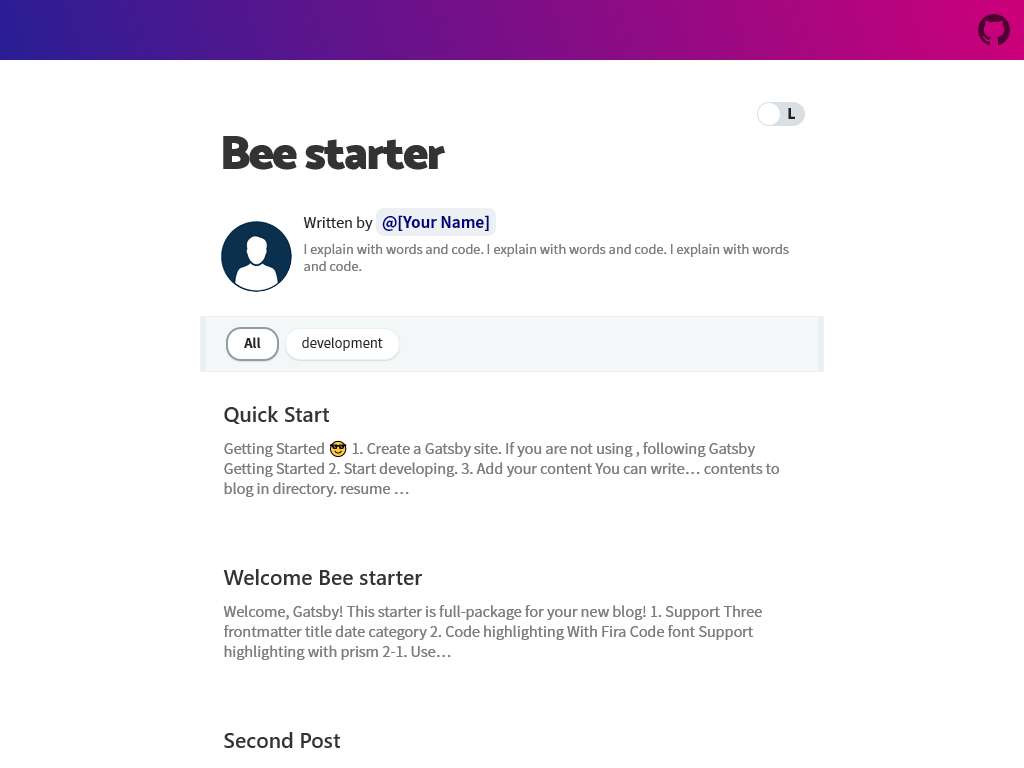 L
Bee starter
Written by @[Your Name]
I explain with words and code. I explain with words and code. I explain with words
and code.
All
development
Quick Start
Getting Started 😎 1. Create a Gatsby site. If you are not using , following Gatsby
Getting Started 2. Start developing. 3. Add your content You can write… contents to
blog in directory. resume …
Welcome Bee starter
Welcome, Gatsby! This starter is full-package for your new blog! 1. Support Three
frontmatter title date category 2. Code highlighting With Fira Code font Support
highlighting with prism 2-1. Use…
Second Post